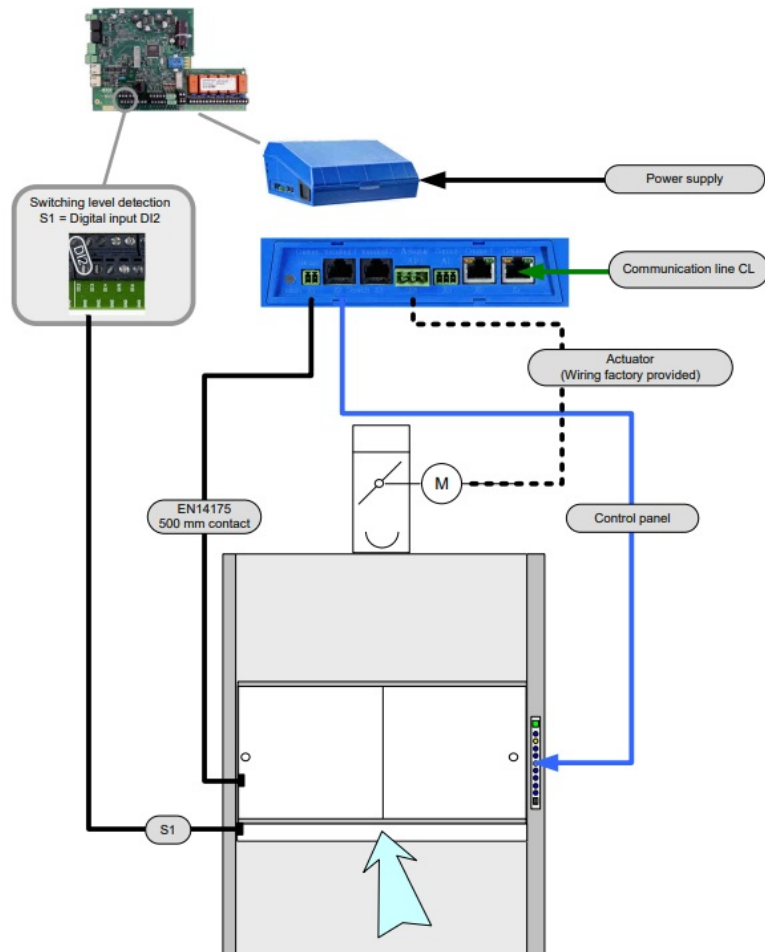 Switching level detection
S1 = Digital input DI2
DI2
Power supply
Communication line CL
Actuator
(Wiring factory provided)
M
EN14175
500 mm contact
Control panel
S1